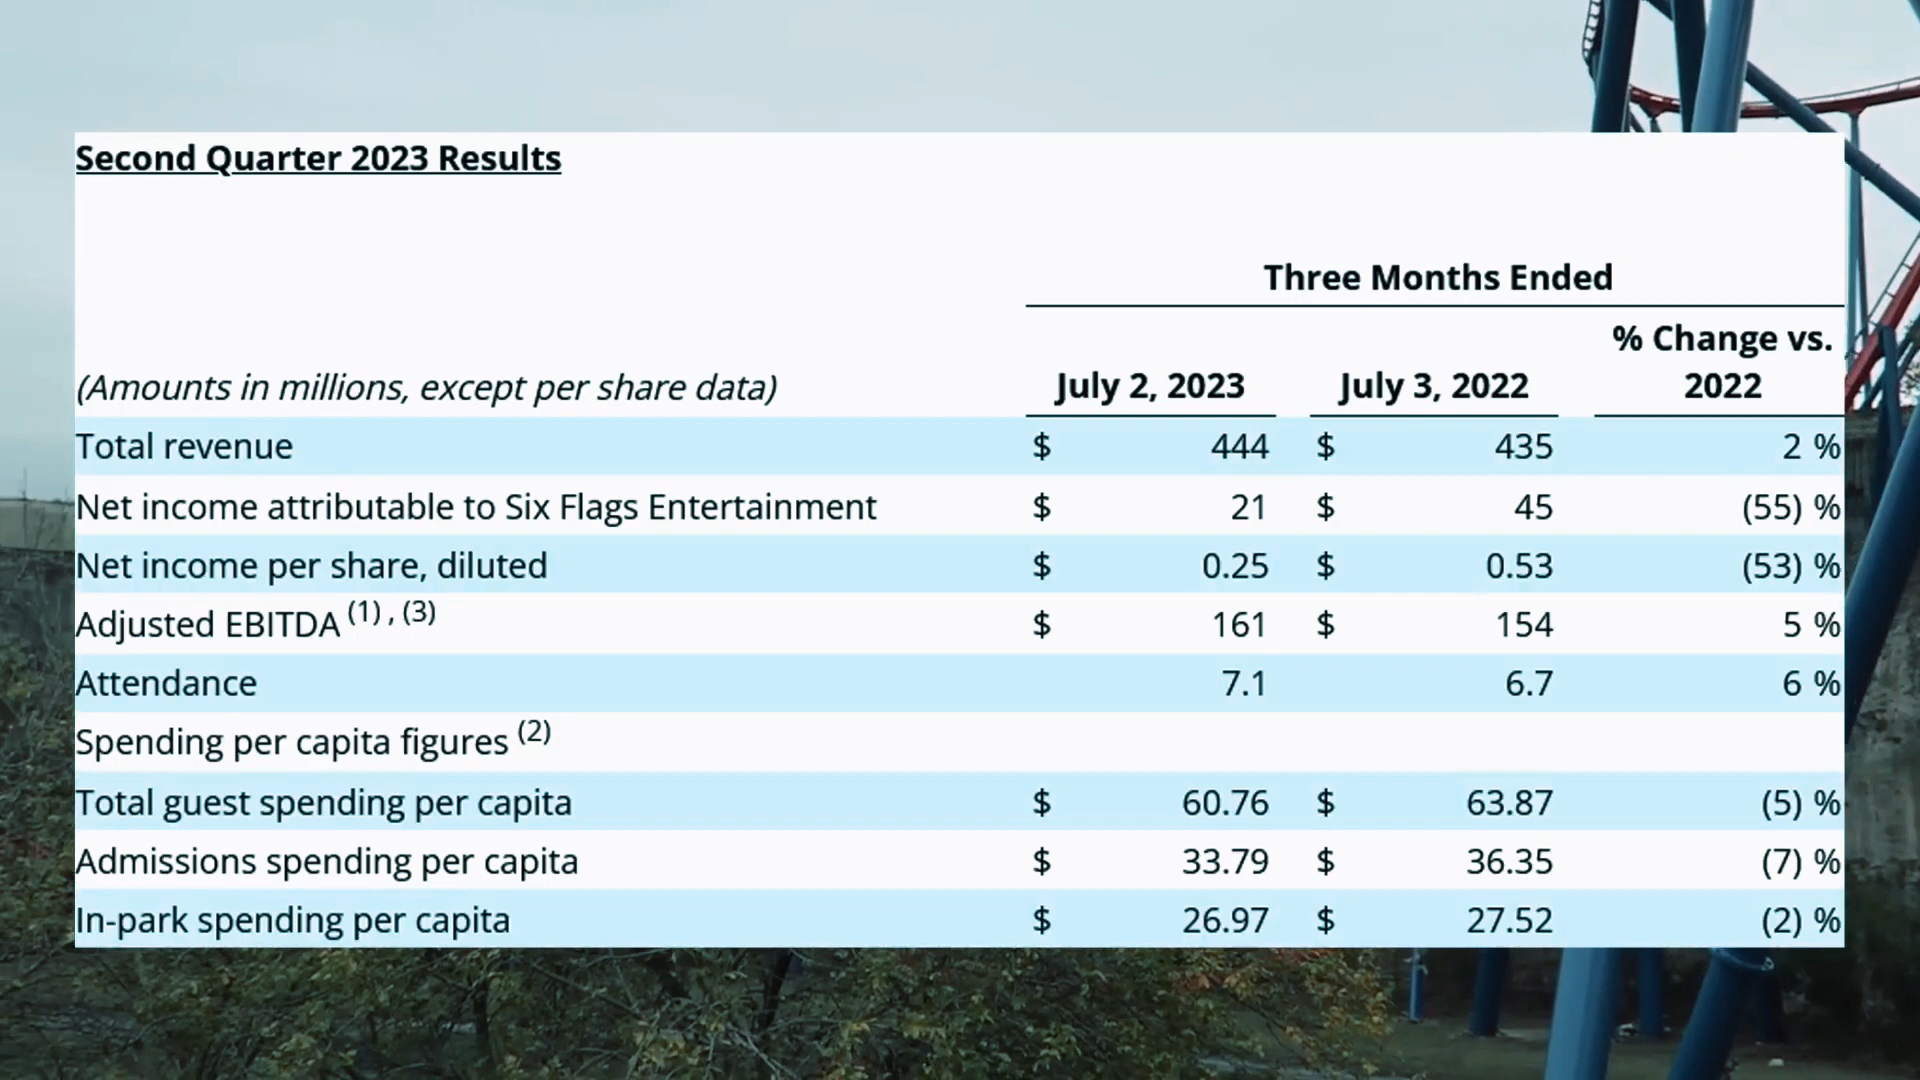 Second Quarter 2023 Results
Three Months Ended
% Change vs.
(Amounts in millions, except per share data) July 2, 2023 July 3, 2022 2022
Total revenue $ 444 $ 435 2 %
Net income attributable to Six Flags Entertainment $ 21 $ 45 (55) %
Net income per share, diluted $ 0.25 $ 0.53 (53) %
Adjusted EBITDA (1) , (3) $ 161 $ 154 5 %
Attendance 7.1 6.7 6 %
Spending per capita figures (2)
Total guest spending per capita $ 60.76 $ 63.87 (5) %
Admissions spending per capita $ 33.79 $ 36.35 (7) %
In-park spending per capita $ 26.97 $ 27.52 (2) %